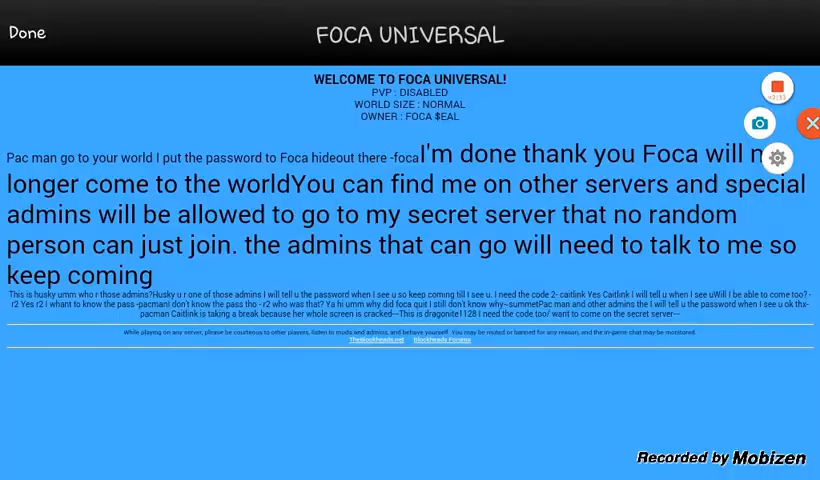 Done
FOCA UNIVERSAL
WELCOME TO FOCA UNIVERSAL!
PVP : DISABLED
WORLD SIZE : NORMAL
OWNER : FOCA $EAL
Pac man go to your world I put the password to Foca hideout there -focaI'm done thank you Foca will
longer come to the worldYou can find me on other servers and special
admins will be allowed to go to my secret server that no random
person can just join. the admins that can go will need to talk to me so
keep coming
This is husky umm who r those admins?Husky u r one of those admins I will tell u the password when I see u so keep coming till I see u. I need the code 2- caitlink Yes Caitlink I will tell u when I see uWill I be able to come too? -
r2 Yes r2 I whant to know the pass -pacman! don't know the pass tho - r2 who was that? Ya hi umm why did foca quit I still don't know why~summetPac man and other admins the I will tell u the password when I see u ok thx-
pacman Caitlink is taking a break because her whole screen is cracked---This is dragonite1128 I need the code too/ want to come on the secret server---
While playing on any server, please be courteous to other players, listen to mods and admins, and behave yourself. You may be muted or banned for any reason, and the in-game chat may be monitored.
TheBlockheads.net Blockheads Forums
Recorded by Mobizen